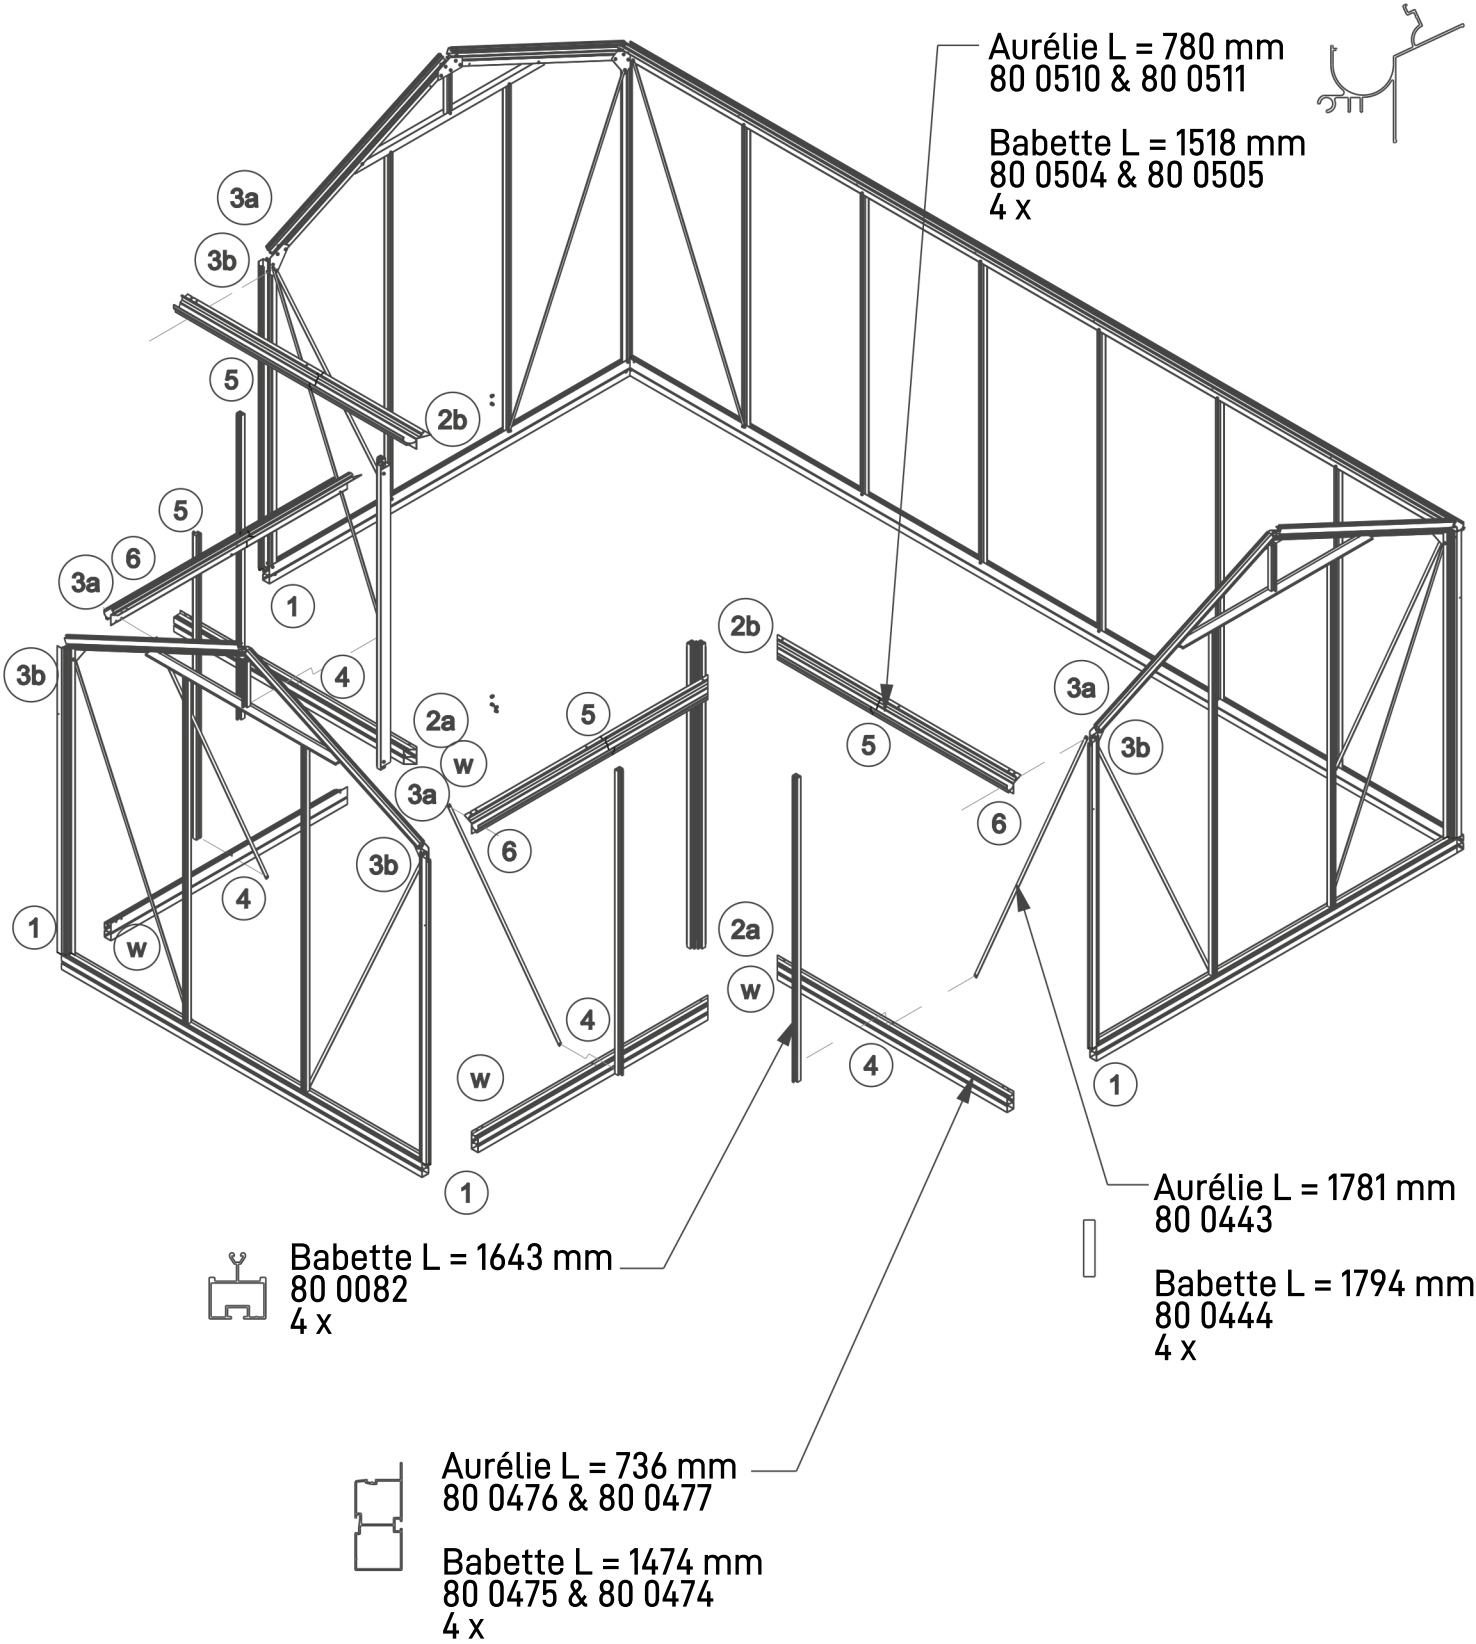 Aurélie L = 780 mm
80 0510 & 80 0511
Babette L = 1518 mm
80 0504 & 80 0505
4 x
3a
3b
5
2b
5
6
3a
1
2b
3b
4
3a
2a
5
5
3b
w
3a
6
6
3b
4
1
2a
w
w
4
w
4
1
1
Aurélie L = 1781 mm
80 0443
Babette L = 1794 mm
80 0444
4 x
Babette L = 1643 mm
80 0082
4 x
Aurélie L = 736 mm
80 0476 & 80 0477
Babette L = 1474 mm
80 0475 & 80 0474
4 x